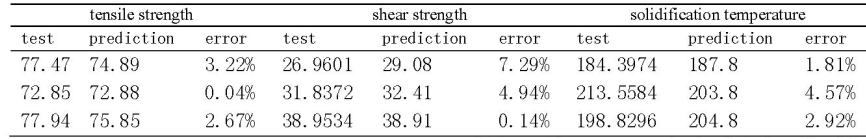 tensile strength shear strength solidification temperature
test prediction error test prediction error test prediction error
77.47 74.89 3.22% 26.9601 29.08 7.29% 184.3974 187.8 1.81%
72.85 72.88 0.04% 31.8372 32.41 4.94% 213.5584 203.8 4.57%
77.94 75.85 2.67% 38.9534 38.91 0.14% 198.8296 204.8 2.92%